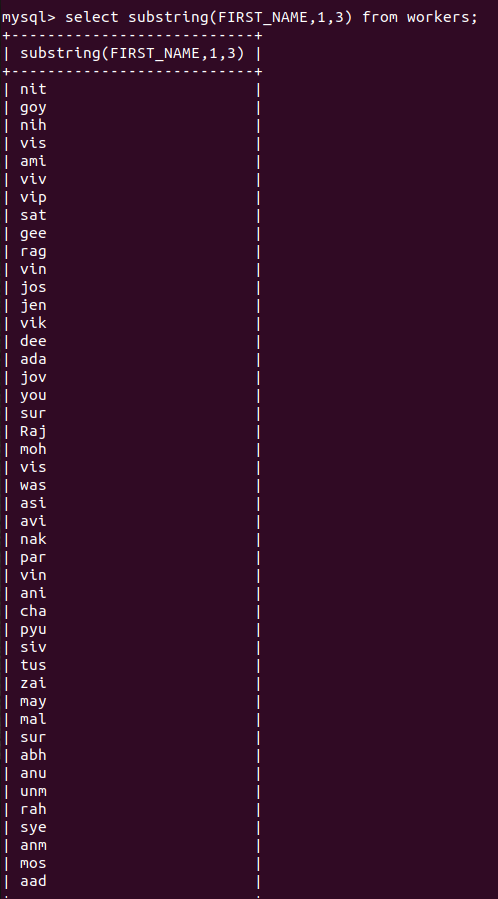 mysql> select substring(FIRST_NAME,1,3) from workers;
+---------------------------+
| substring(FIRST_NAME,1,3) |
+---------------------------+
| nit                       |
| goy                       |
| nih                       |
| vis                       |
| ami                       |
| viv                       |
| vip                       |
| sat                       |
| gee                       |
| rag                       |
| vin                       |
| jos                       |
| jen                       |
| vik                       |
| dee                       |
| ada                       |
| jov                       |
| you                       |
| sur                       |
| Raj                       |
| moh                       |
| vis                       |
| was                       |
| asi                       |
| avi                       |
| nak                       |
| par                       |
| vin                       |
| ani                       |
| cha                       |
| pyu                       |
| siv                       |
| tus                       |
| zai                       |
| may                       |
| mal                       |
| sur                       |
| abh                       |
| anu                       |
| unm                       |
| rah                       |
| sye                       |
| anm                       |
| mos                       |
| aad                       |